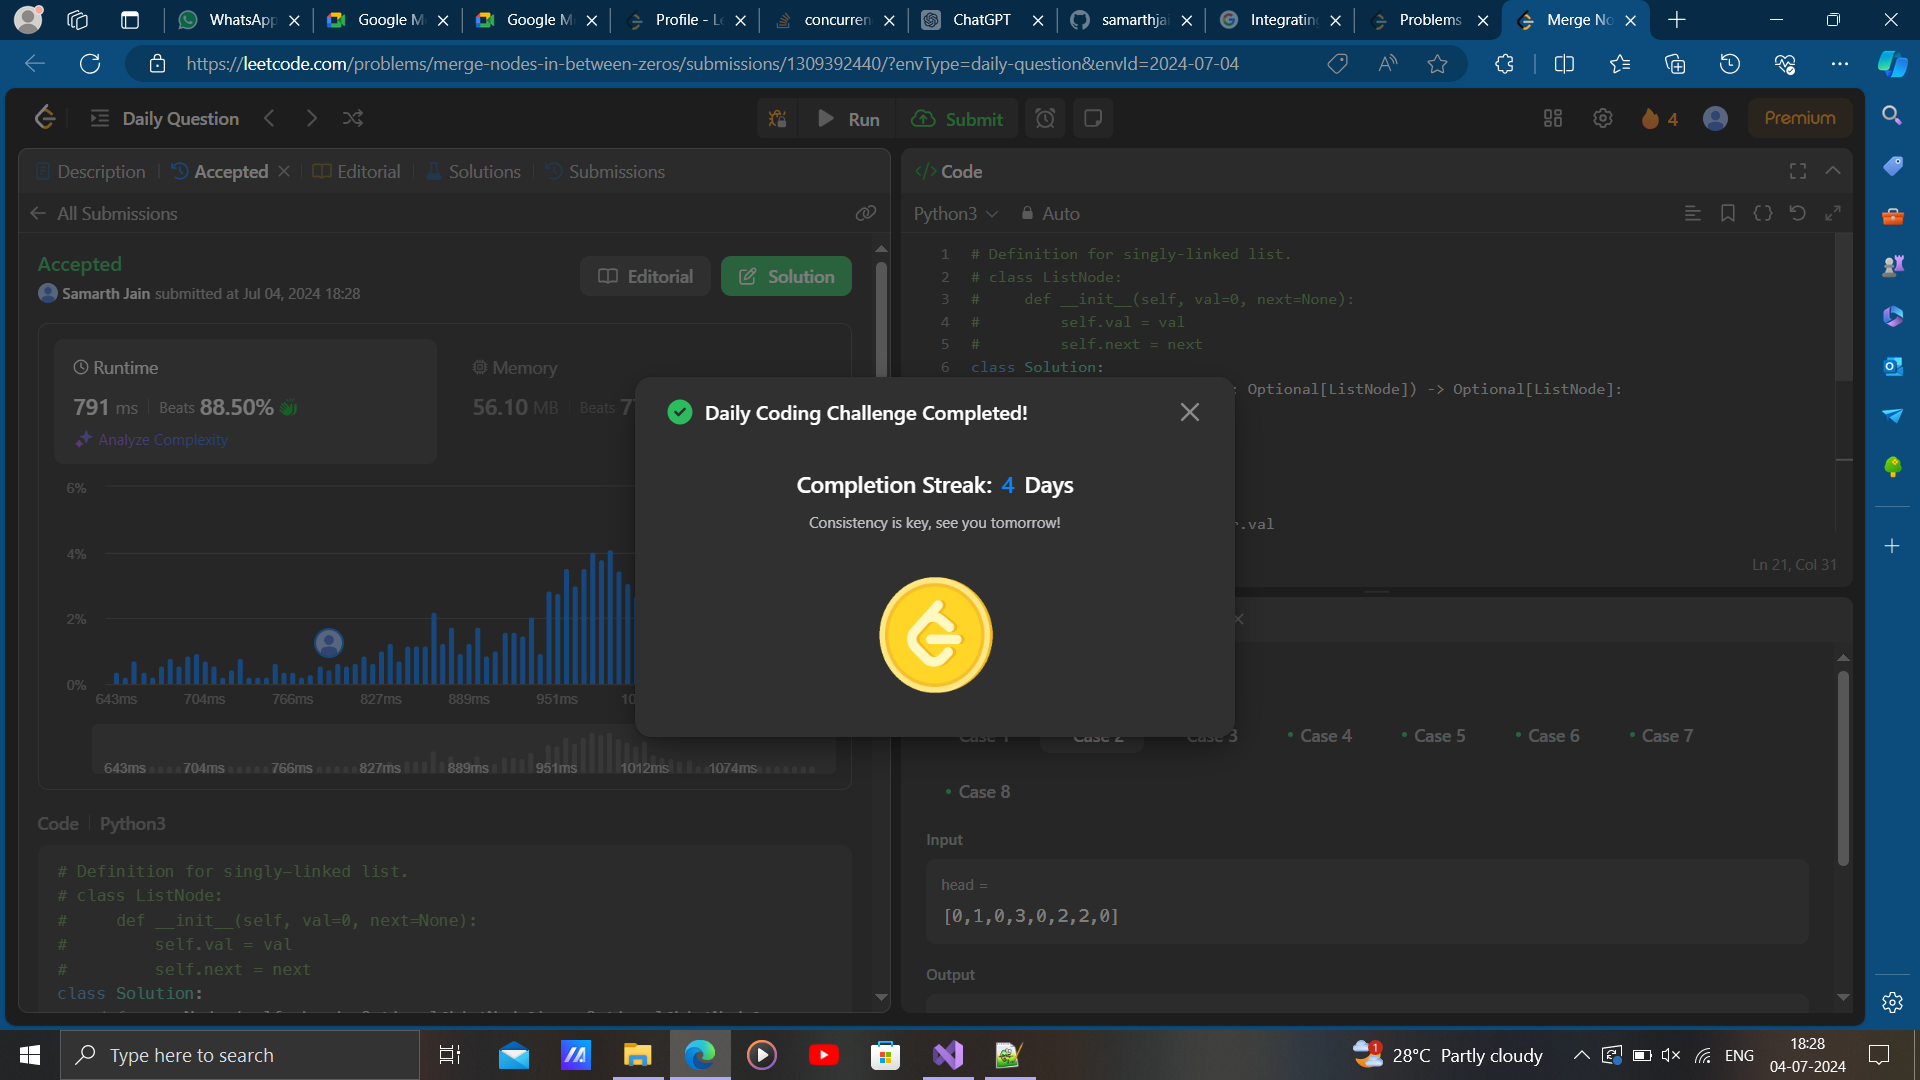 WhatsApp
Google M
Google M
Profile - Le
concurren
ChatGPT
samarthjai
Integrating
Problems
Merge No
https://leetcode.com/problems/merge-nodes-in-between-zeros/submissions/1309392440/?envType=daily-question&envId=2024-07-04
Daily Question
Run
Submit
4
Premium
Description
Accepted
Editorial
Solutions
Submissions
</> Code
All Submissions
Python3
Auto
Accepted
Samarth Jain submitted at Jul 04, 2024 18:28
Editorial
Solution
Runtime
791 ms
Beats 88.50%
Analyze Complexity
Memory
56.10 MB
Beats
6%
4%
2%
0%
643ms 704ms 766ms 827ms 889ms 951ms
643ms 704ms 766ms 827ms 889ms 951ms 1012ms 1074ms
Code
Python3
# Definition for singly-linked list.
# class ListNode:
#     def __init__(self, val=0, next=None):
#         self.val = val
#         self.next = next
class Solution:
1 # Definition for singly-linked list.
2 # class ListNode:
3 #     def __init__(self, val=0, next=None):
4 #         self.val = val
5 #         self.next = next
6 class Solution:
: Optional[ListNode]) -> Optional[ListNode]:
.val
Ln 21, Col 31
Daily Coding Challenge Completed!
Completion Streak: 4 Days
Consistency is key, see you tomorrow!
Case 1
Case 2
Case 3
Case 4
Case 5
Case 6
Case 7
Case 8
Input
head =
[0,1,0,3,0,2,2,0]
Output
Type here to search
1
28°C Partly cloudy
ENG
18:28
04-07-2024